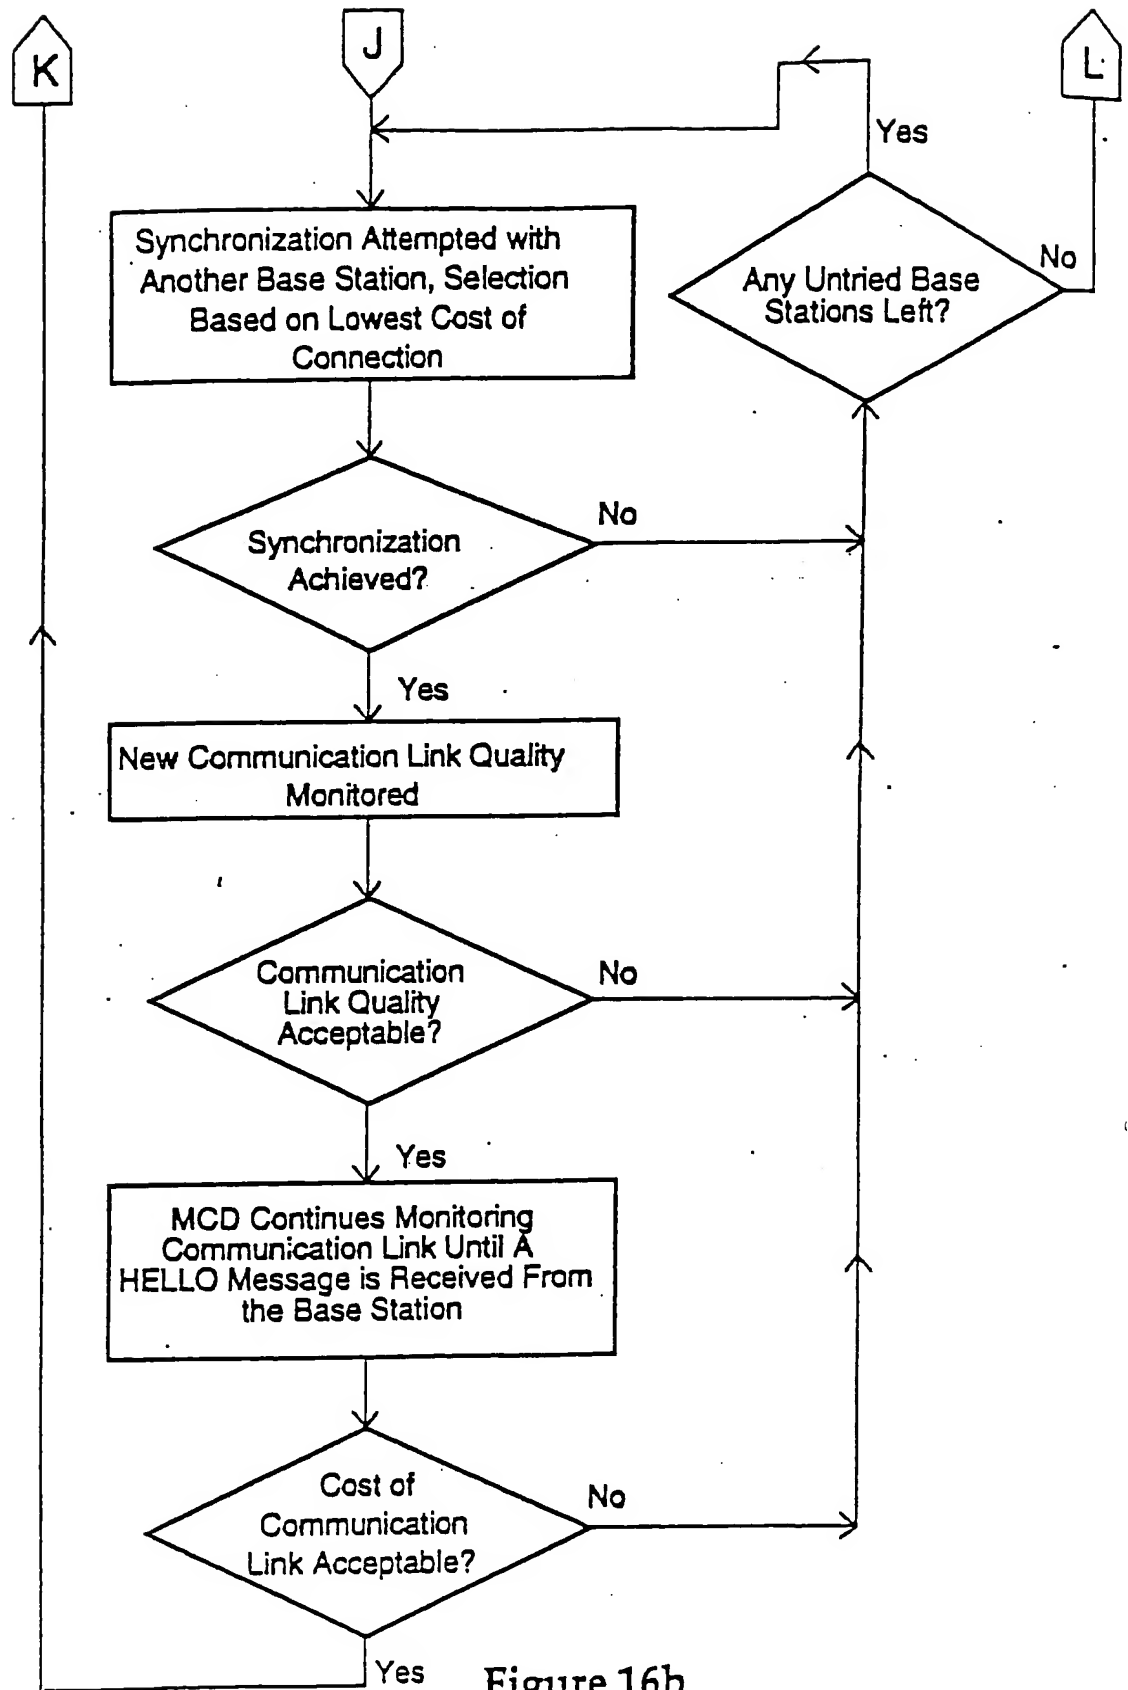 K
J
L
Yes
Synchronization Attempted with
Another Base Station, Selection
Based on Lowest Cost of
Connection
No
Any Untried Base
Stations Left?
No
Synchronization
Achieved?
Yes
New Communication Link Quality
Monitored
Communication
Link Quality
Acceptable?
No
Yes
MCD Continues Monitoring
Communication Link Until A
HELLO Message is Received From
the Base Station
Cost of
Communication
Link Acceptable?
No
Yes
Figure 16b